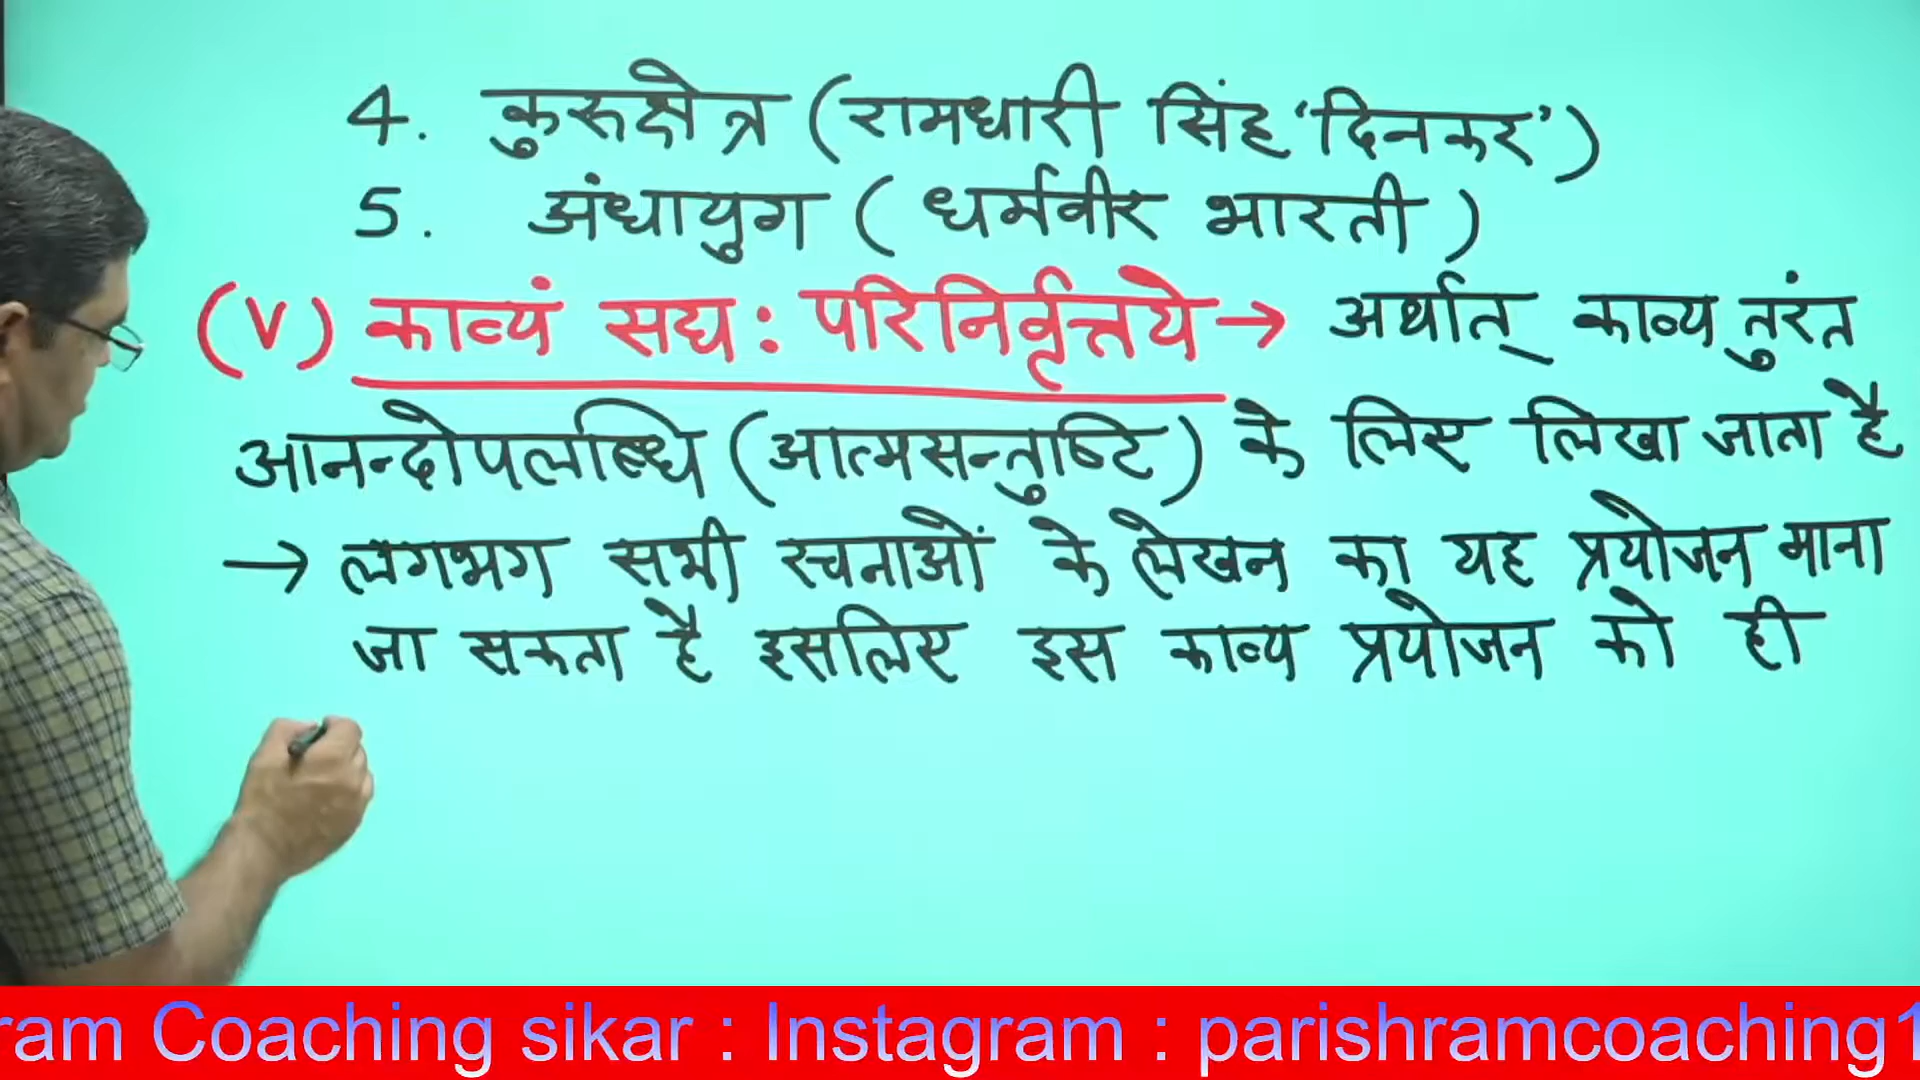 4. कुरुक्षेत्र (रामधारी सिंह 'दिनकर')
5. अंधायुग ( धर्मवीर भारती )
(V) काव्यं सद्य: परिनिर्वृत्तये → अर्थात् काव्य तुरंत
आनन्दोपलब्धि (आत्मसन्तुष्टि) के लिए लिखा जाता है
→ लगभग सभी रचनाओं के लेखन का यह प्रयोजन माना
जा सकता है इसलिए इस काव्य प्रयोजन को ही
ram Coaching sikar : Instagram : parishramcoaching1